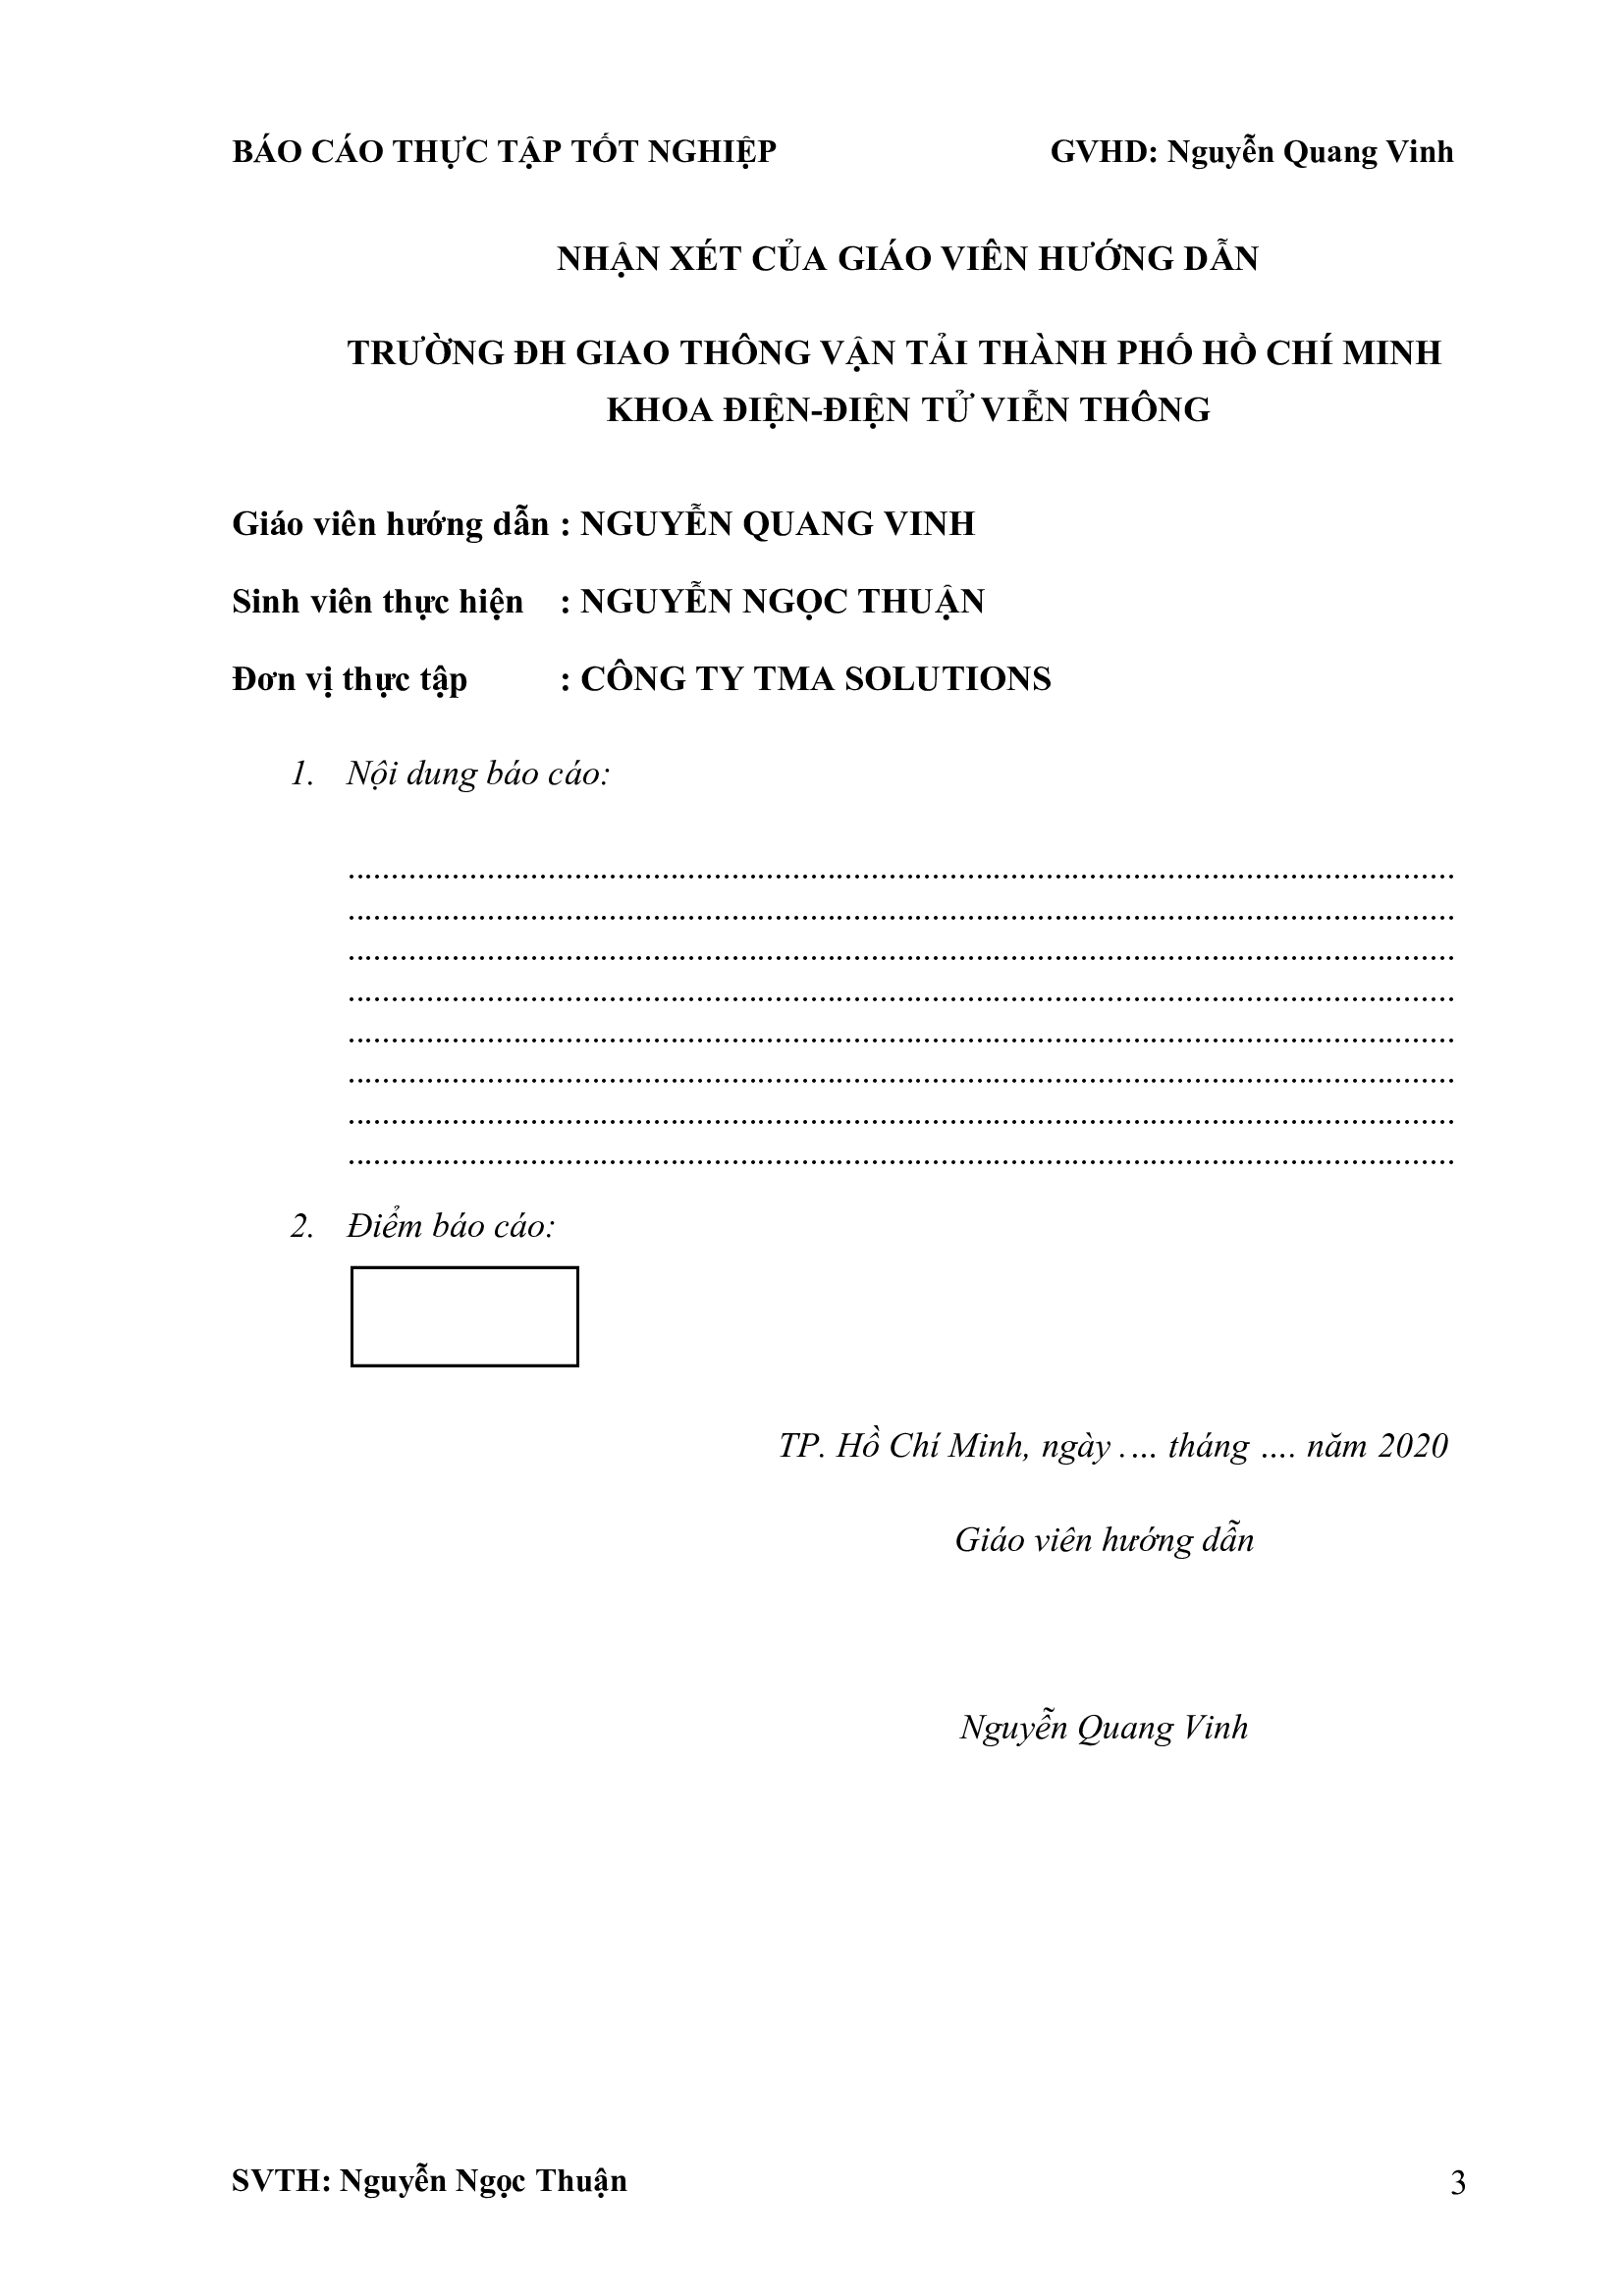 BÁO CÁO THỰC TẬP TỐT NGHIỆP GVHD: Nguyễn Quang Vinh
NHẬN XÉT CỦA GIÁO VIÊN HƯỚNG DẪN
TRƯỜNG ĐH GIAO THÔNG VẬN TẢI THÀNH PHỐ HỒ CHÍ MINH
KHOA ĐIỆN-ĐIỆN TỬ VIỄN THÔNG
Giáo viên hướng dẫn : NGUYỄN QUANG VINH
Sinh viên thực hiện : NGUYỄN NGỌC THUẬN
Đơn vị thực tập : CÔNG TY TMA SOLUTIONS
1. Nội dung báo cáo:
................................................................................................................................
................................................................................................................................
................................................................................................................................
................................................................................................................................
................................................................................................................................
................................................................................................................................
................................................................................................................................
................................................................................................................................
2. Điểm báo cáo:
TP. Hồ Chí Minh, ngày .... tháng .... năm 2020
Giáo viên hướng dẫn
Nguyễn Quang Vinh
SVTH: Nguyễn Ngọc Thuận 3